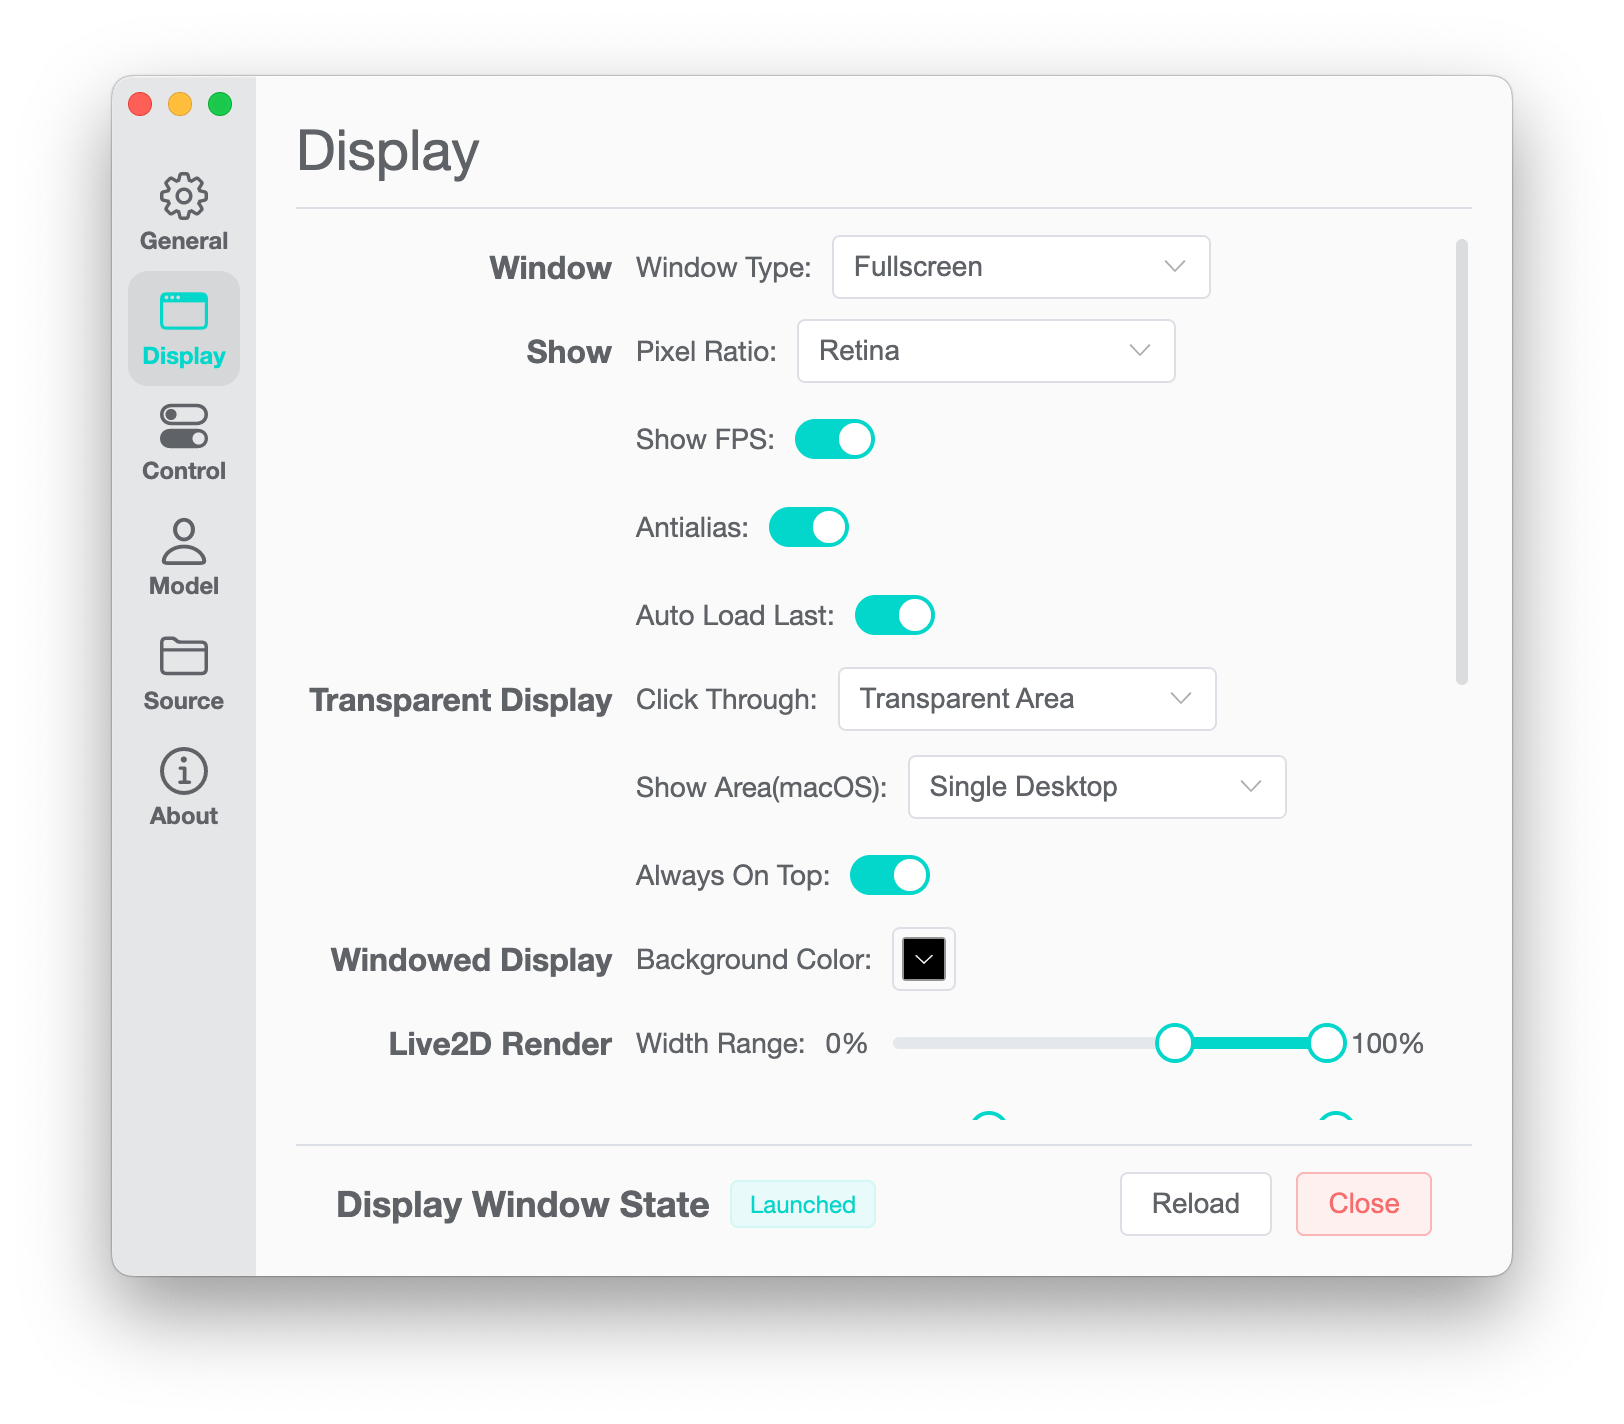 General
Display
Control
Model
Source
About
Display
Window Window Type: Fullscreen
Show Pixel Ratio: Retina
Show FPS:
Antialias:
Auto Load Last:
Transparent Display Click Through: Transparent Area
Show Area(macOS): Single Desktop
Always On Top:
Windowed Display Background Color:
Live2D Render Width Range: 0% 100%
Display Window State Launched Reload Close